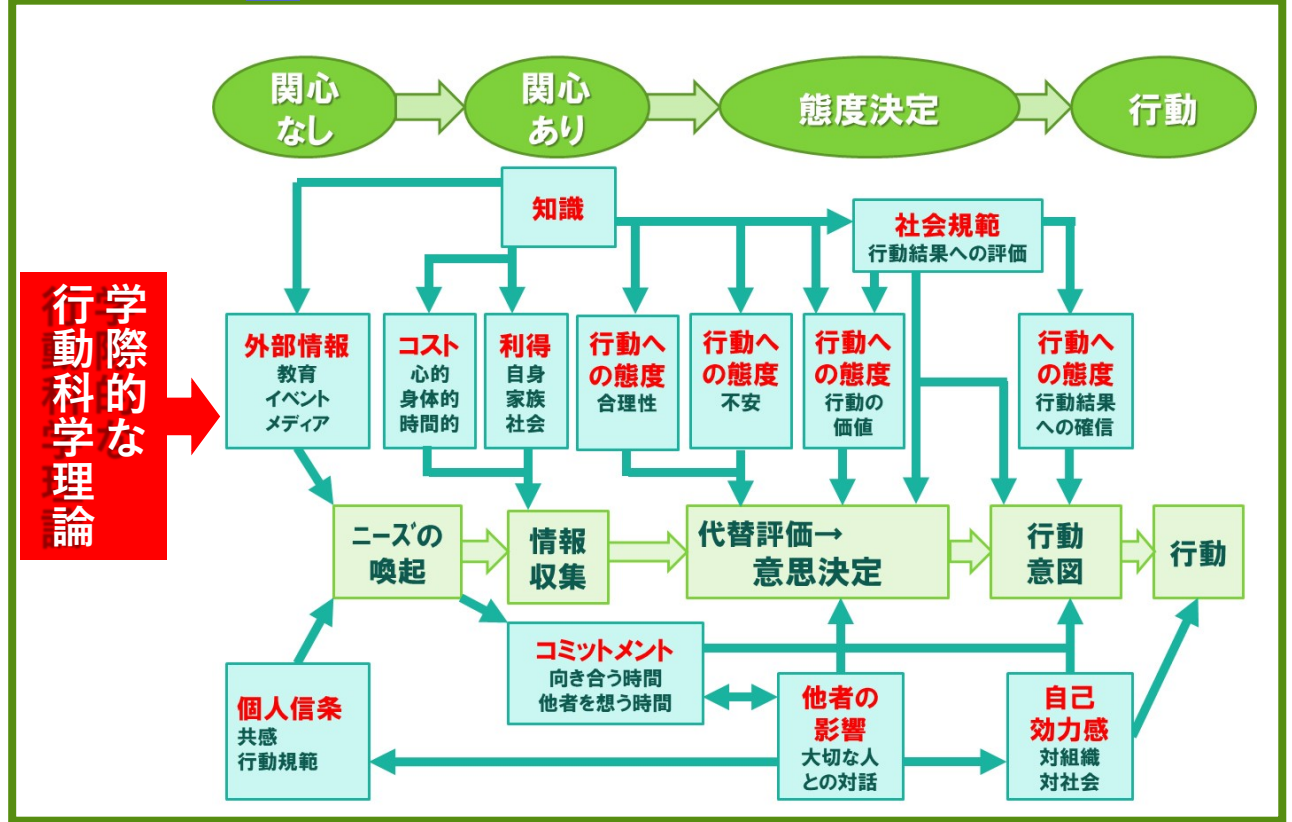 関心
なし
関心
あり
態度決定
行動
知識
社会規範
行動結果への評価
学際的な
行動科学理論
外部情報
教育
イベント
メディア
コスト
心的
身体的
時間的
利得
自身
家族
社会
行動へ
の態度
合理性
行動へ
の態度
不安
行動へ
の態度
行動の
価値
行動へ
の態度
行動結果
への確信
ニーズの
喚起
情報
収集
代替評価→
意思決定
行動
意図
行動
コミットメント
向き合う時間
他者を想う時間
個人信条
共感
行動規範
他者の
影響
大切な人
との対話
自己
効力感
対組織
対社会